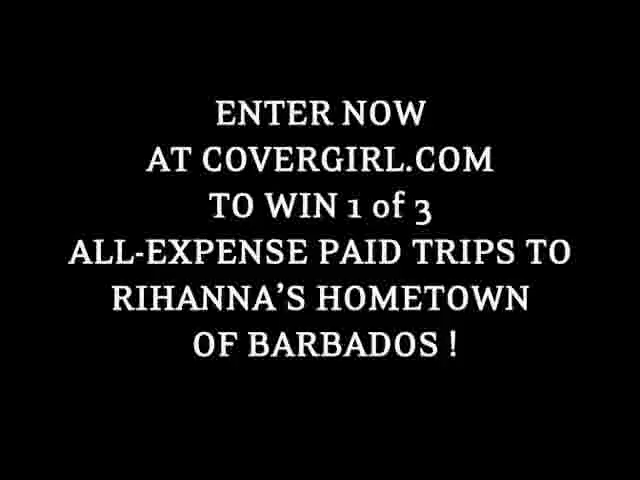 ENTER NOW
AT COVERGIRL.COM
TO WIN 1 of 3
ALL-EXPENSE PAID TRIPS TO
RIHANNA’S HOMETOWN
OF BARBADOS !